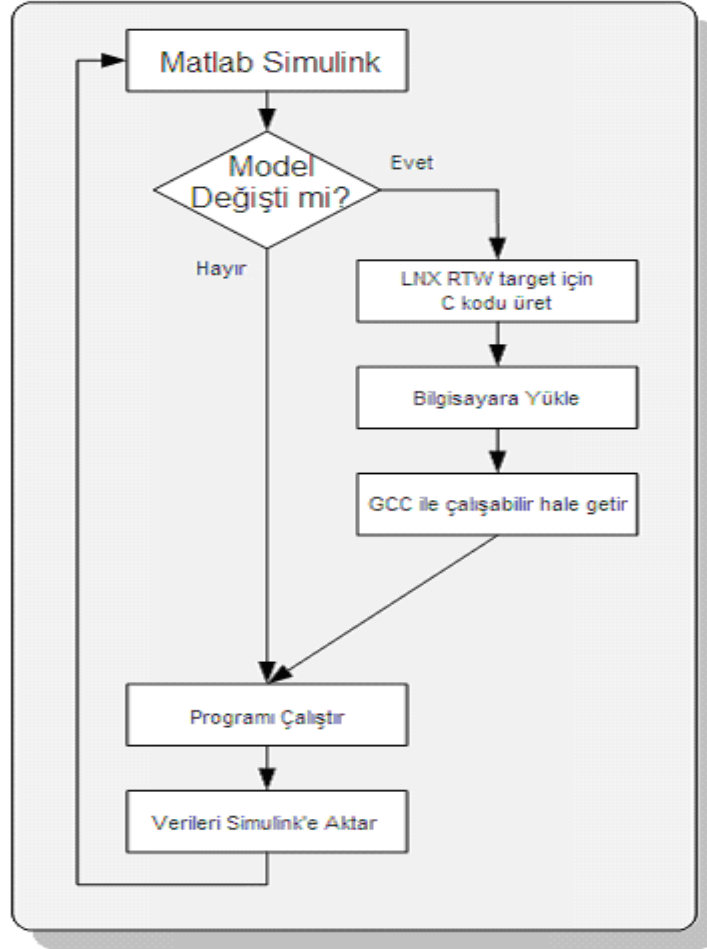 Matlab Simulink
Model
Değişti mi?
Evet
Hayır
LNX RTW target için
C kodu üret
Bilgisayara Yükle
GCC ile çalışabilir hale getir
Programı Çalıştır
Verileri Simulink'e Aktar